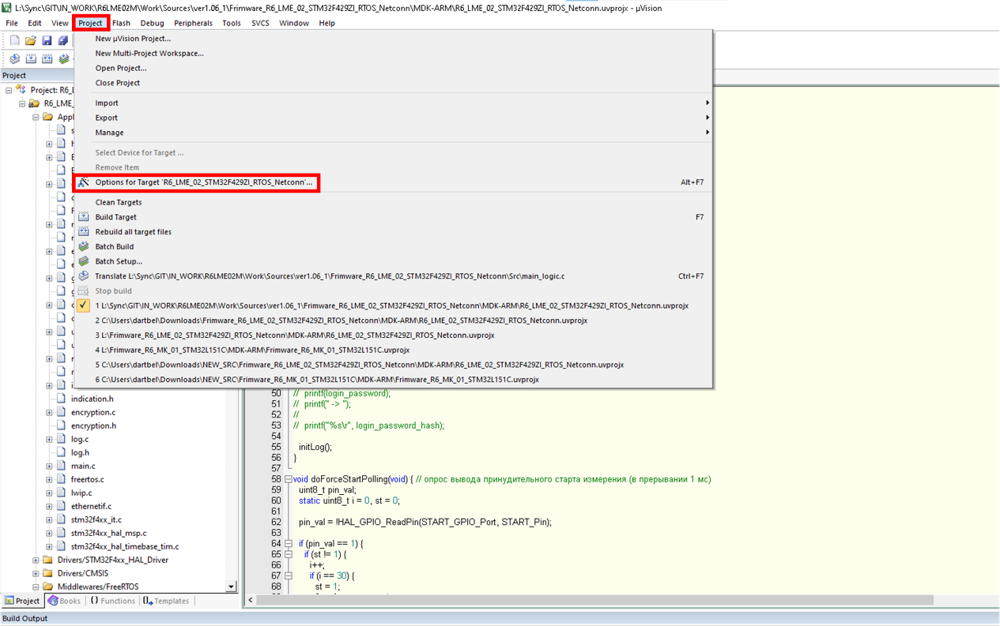 L:\Sync\GIT\IN_WORK\R6LME02M\Work\Sources\ver1.06_1\Frimware_R6_LME_02_STM32F429ZI_RTOS_Netconn\MDK-ARM\R6_LME_02_STM32F429ZI_RTOS_Netconn.uvprojx - µVision
File Edit View Project Flash Debug Peripherals Tools SVCS Window Help
New µVision Project...
New Multi-Project Workspace...
Open Project...
Close Project
Import
Export
Manage
Select Device for Target ...
Remove Item
Options for Target 'R6_LME_02_STM32F429ZI_RTOS_Netconn'... Alt+F7
Clean Targets
Build Target F7
Rebuild all target files
Batch Build
Batch Setup...
Translate L:\Sync\GIT\IN_WORK\R6LME02M\Work\Sources\ver1.06_1\Frimware_R6_LME_02_STM32F429ZI_RTOS_Netconn\Src\main_logic.c Ctrl+F7
Stop build
1 L:\Sync\GIT\IN_WORK\R6LME02M\Work\Sources\ver1.06_1\Frimware_R6_LME_02_STM32F429ZI_RTOS_Netconn\MDK-ARM\R6_LME_02_STM32F429ZI_RTOS_Netconn.uvprojx
2 C:\Users\dartbel\Downloads\Frimware_R6_LME_02_STM32F429ZI_RTOS_Netconn\MDK-ARM\R6_LME_02_STM32F429ZI_RTOS_Netconn.uvprojx
3 L:\Frimware_R6_LME_02_STM32F429ZI_RTOS_Netconn\MDK-ARM\R6_LME_02_STM32F429ZI_RTOS_Netconn.uvprojx
4 L:\Frimware_R6_MK_01_STM32L151C\MDK-ARM\Frimware_R6_MK_01_STM32L151C.uvprojx
5 C:\Users\dartbel\Downloads\NEW_SRC\Frimware_R6_LME_02_STM32F429ZI_RTOS_Netconn\MDK-ARM\R6_LME_02_STM32F429ZI_RTOS_Netconn.uvprojx
6 C:\Users\dartbel\Downloads\NEW_SRC\Frimware_R6_MK_01_STM32L151C\MDK-ARM\Frimware_R6_MK_01_STM32L151C.uvprojx
Project
Project: R6_L
R6_LME_
Appl
indication.h
encryption.c
encryption.h
log.c
log.h
main.c
freertos.c
lwip.c
ethernetif.c
stm32f4xx_it.c
stm32f4xx_hal_msp.c
stm32f4xx_hal_timebase_tim.c
Drivers/STM32F4xx_HAL_Driver
Drivers/CMSIS
Middlewares/FreeRTOS
Project Books {} Functions Templates
50 // printf(login_password);
51 // printf(" -> ");
52 //
53 // printf("%s\r", login_password_hash);
54
55 initLog();
56 }
57
58 void doForceStartPolling(void) { // опрос вывода принудительного старта измерения (в прерывании 1 мс)
59 uint8_t pin_val;
60 static uint8_t i = 0, st = 0;
61
62 pin_val = !HAL_GPIO_ReadPin(START_GPIO_Port, START_Pin);
63
64 if (pin_val == 1) {
65 if (st != 1) {
66 i++;
67 if (i == 30) {
68 st = 1;
Build Output